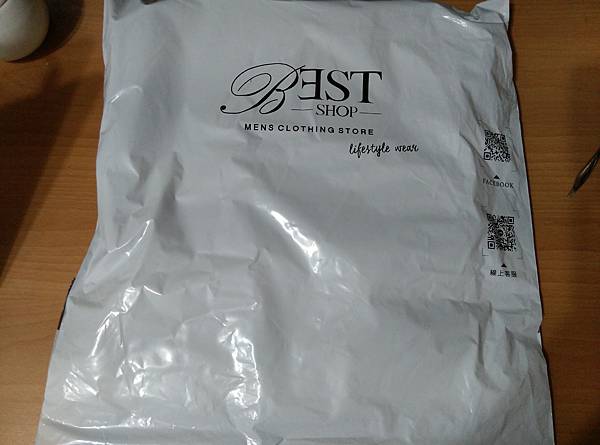 BEST
SHOP
MENS CLOTHING STORE
lifestyle wear
FACEBOOK
線上客服